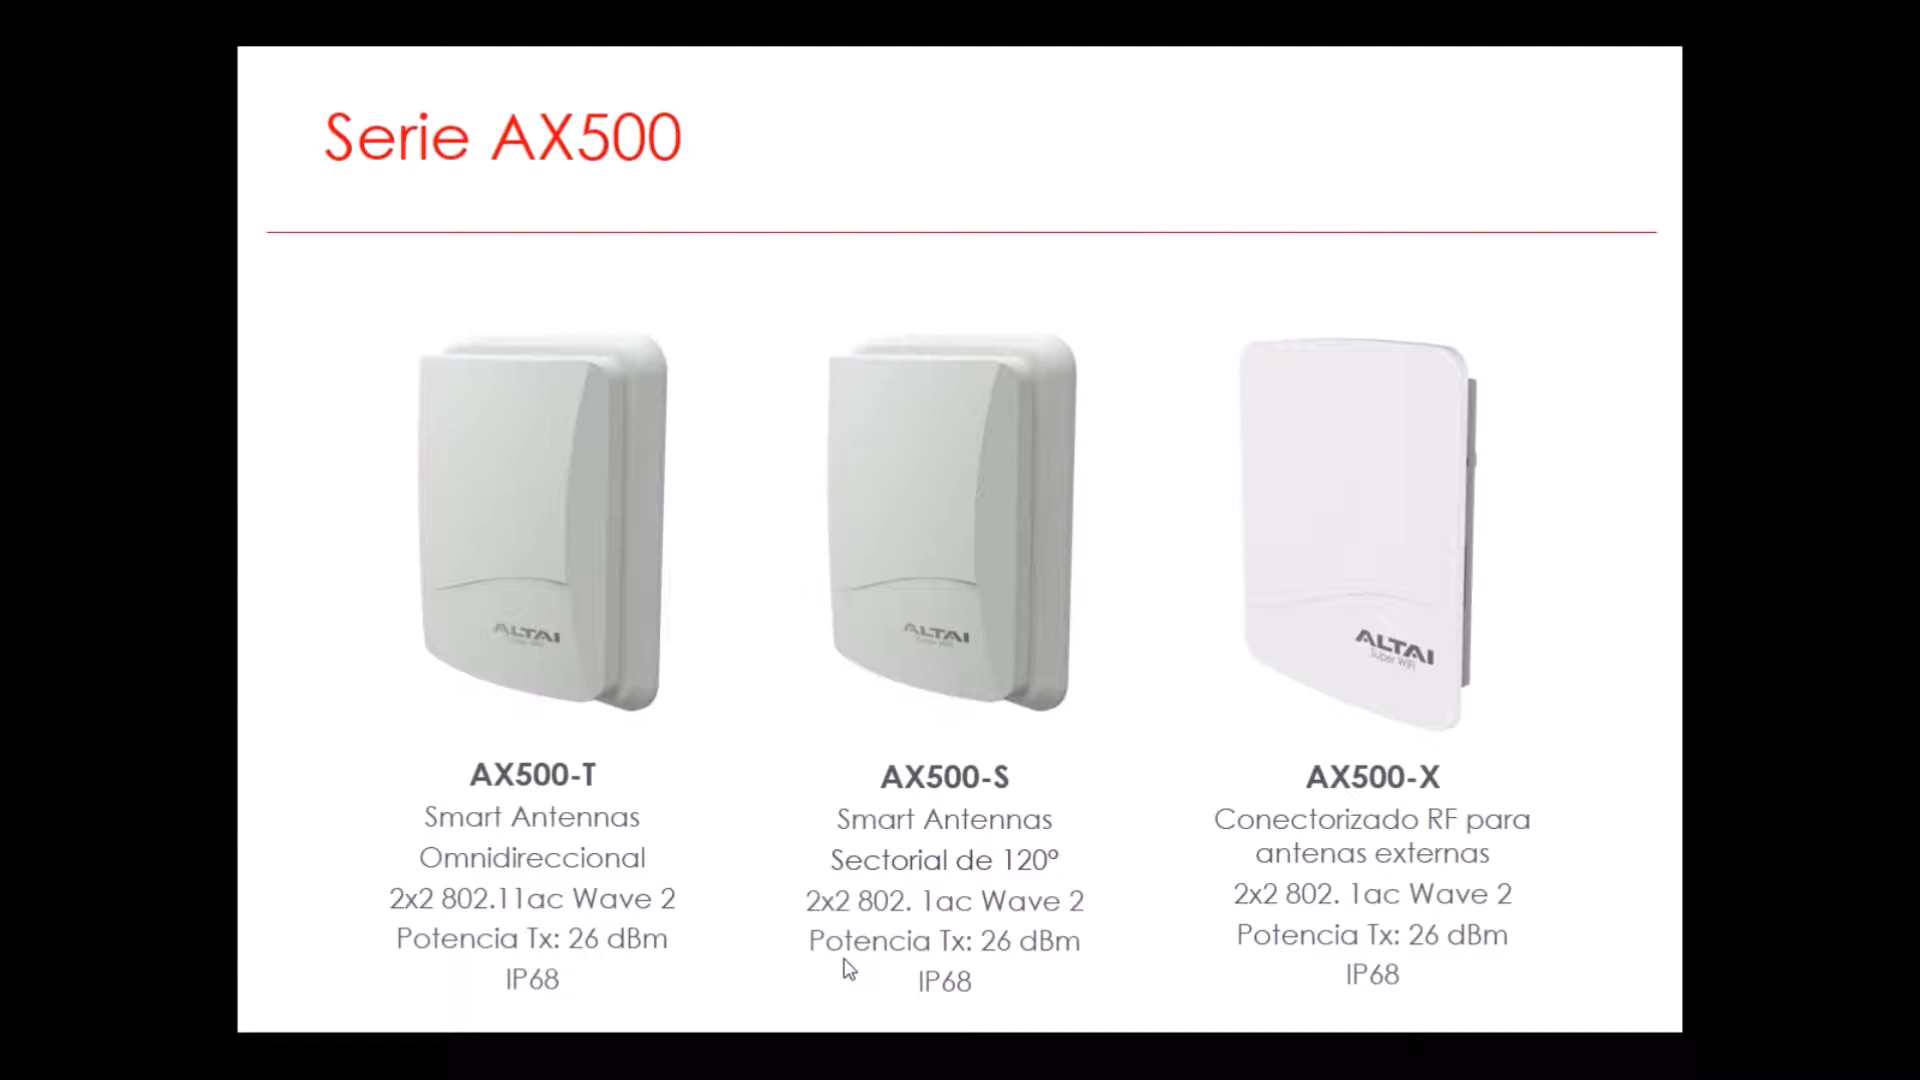 Serie AX500
ALTAI
ALTAI
ALTAI
Super WiFi
AX500-T
Smart Antennas
Omnidireccional
2x2 802.11ac Wave 2
Potencia Tx: 26 dBm
IP68
AX500-S
Smart Antennas
Sectorial de 120°
2x2 802. 1ac Wave 2
Potencia Tx: 26 dBm
IP68
AX500-X
Conectorizado RF para
antenas externas
2x2 802. 1ac Wave 2
Potencia Tx: 26 dBm
IP68